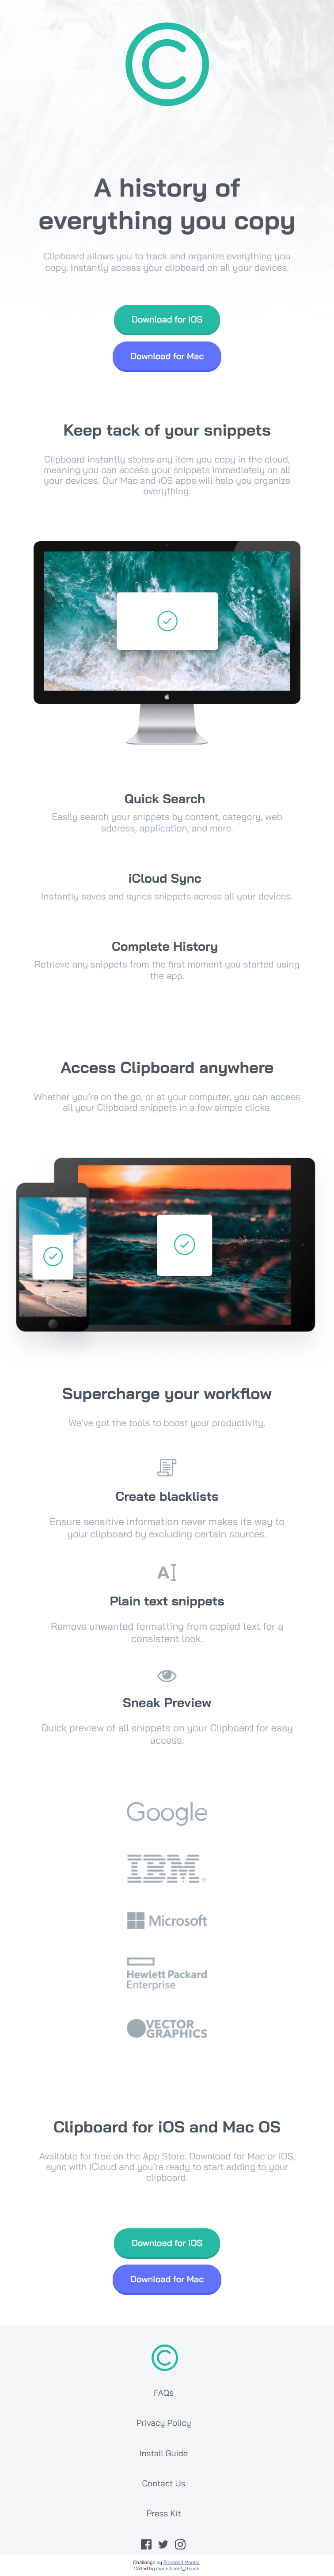 A history of
everything you copy
Clipboard allows you to track and organize everything you
copy. Instantly access your clipboard on all your devices.
Download for iOS
Download for Mac
Keep tack of your snippets
Clipboard instantly stores any item you copy in the cloud,
meaning you can access your snippets immediately on all
your devices. Our Mac and iOS apps will help you organize
everything.
Quick Search
Easily search your snippets by content, category, web
address, application, and more.
iCloud Sync
Instantly saves and syncs snippets across all your devices.
Complete History
Retrieve any snippets from the first moment you started using
the app.
Access Clipboard anywhere
Whether you're on the go, or at your computer, you can access
all your Clipboard snippets in a few simple clicks.
Supercharge your workflow
We've got the tools to boost your productivity.
Create blacklists
Ensure sensitive information never makes its way to
your clipboard by excluding certain sources.
A
Plain text snippets
Remove unwanted formatting from copied text for a
consistent look.
Sneak Preview
Quick preview of all snippets on your Clipboard for easy
access.
Google
IBM®
Microsoft
Hewlett Packard
Enterprise
VECTOR
GRAPHICS
Clipboard for iOS and Mac OS
Available for free on the App Store. Download for Mac or iOS,
sync with iCloud and you're ready to start adding to your
clipboard.
Download for iOS
Download for Mac
FAQs
Privacy Policy
Install Guide
Contact Us
Press Kit
Challenge by Frontend Mentor.
Coded by magnificent_thrush.